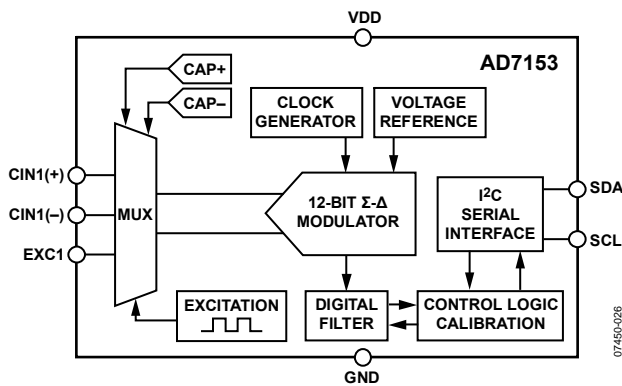 VDD
AD7153
CAP+
CAP–
CLOCK
GENERATOR
VOLTAGE
REFERENCE
CIN1(+)
CIN1(–)
EXC1
MUX
12-BIT Σ-Δ
MODULATOR
I²C
SERIAL
INTERFACE
SDA
SCL
EXCITATION
DIGITAL
FILTER
CONTROL LOGIC
CALIBRATION
GND
07450-026